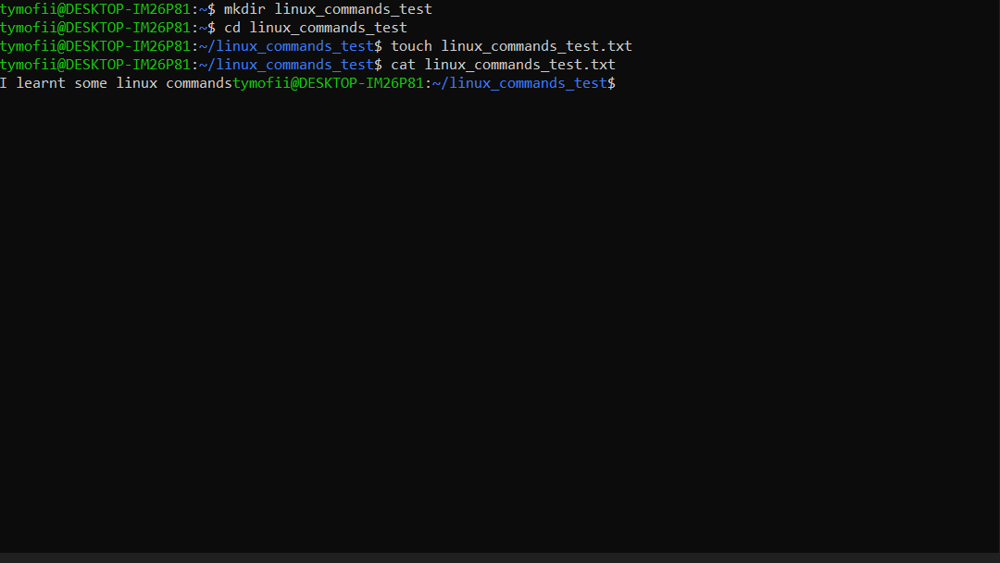 tymofii@DESKTOP-IM26P81:~$ mkdir linux_commands_test
tymofii@DESKTOP-IM26P81:~$ cd linux_commands_test
tymofii@DESKTOP-IM26P81:~/linux_commands_test$ touch linux_commands_test.txt
tymofii@DESKTOP-IM26P81:~/linux_commands_test$ cat linux_commands_test.txt
I learnt some linux commandstymofii@DESKTOP-IM26P81:~/linux_commands_test$